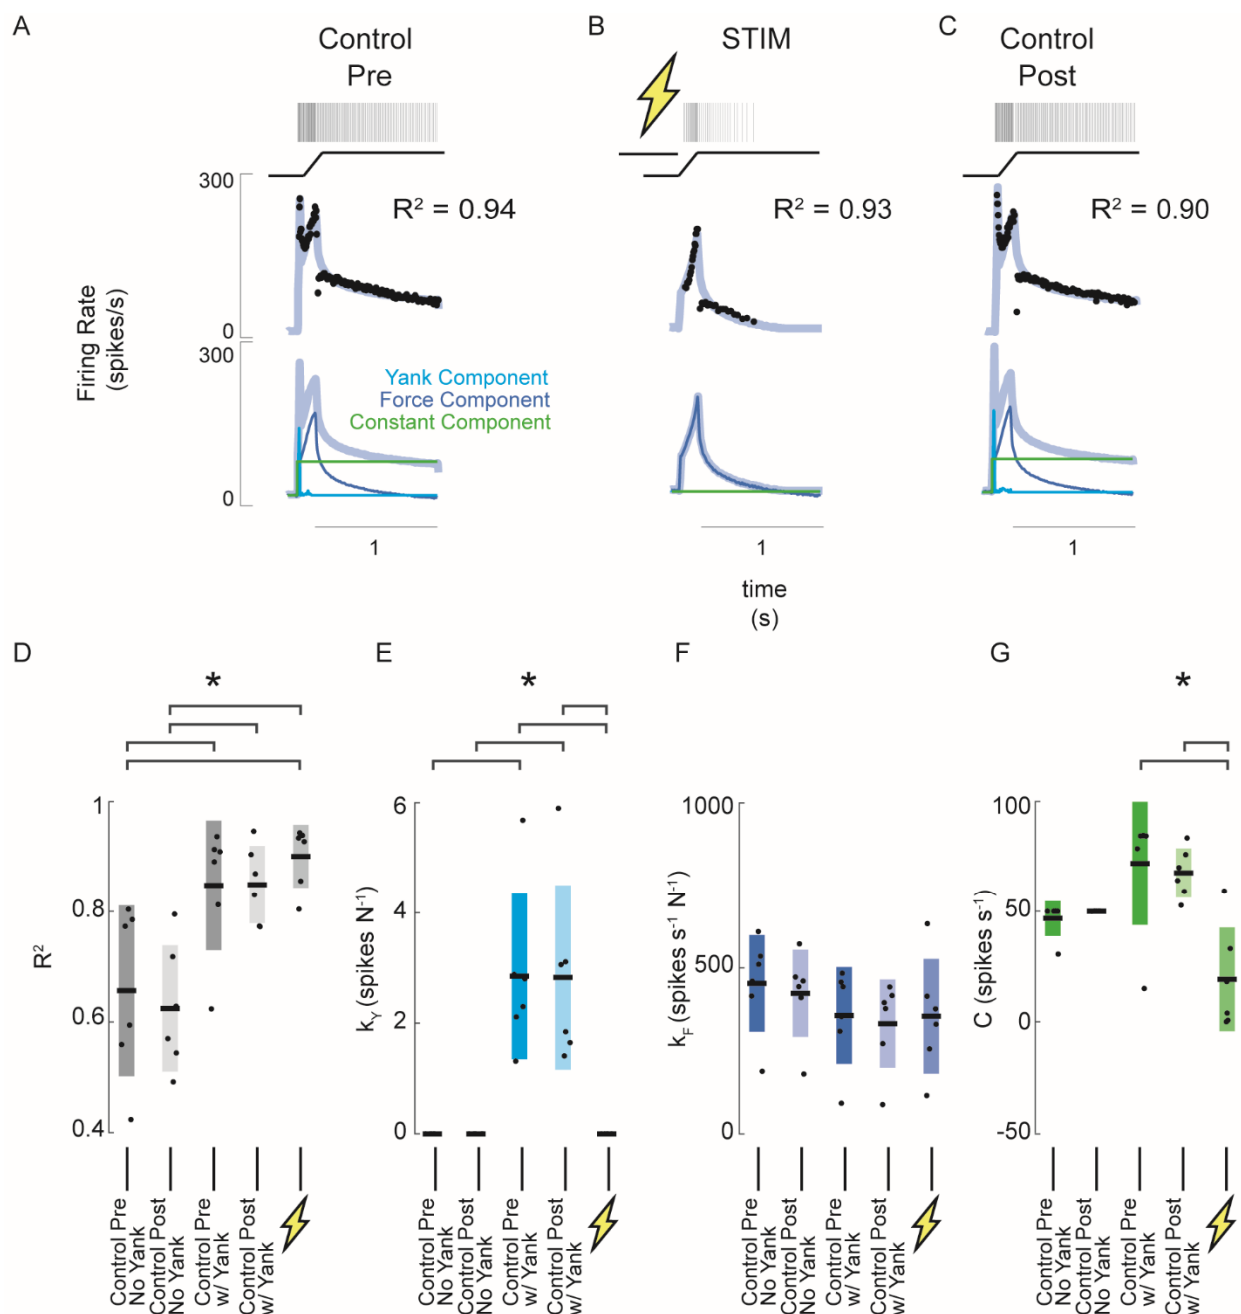 A
Control
Pre
B
STIM
C
Control
Post
300
R² = 0.94
R² = 0.93
R² = 0.90
0
Firing Rate
(spikes/s)
300
Yank Component
Force Component
Constant Component
0
1
1
1
time
(s)
D
*
1
0.8
0.6
0.4
R²
Control Pre
No Yank
Control Post
No Yank
Control Pre
w/ Yank
Control Post
w/ Yank
E
*
6
4
2
0
k_Y (spikes N⁻¹)
Control Pre
No Yank
Control Post
No Yank
Control Pre
w/ Yank
Control Post
w/ Yank
F
1000
500
0
k_F (spikes s⁻¹ N⁻¹)
Control Pre
No Yank
Control Post
No Yank
Control Pre
w/ Yank
Control Post
w/ Yank
G
*
100
50
0
-50
C (spikes s⁻¹)
Control Pre
No Yank
Control Post
No Yank
Control Pre
w/ Yank
Control Post
w/ Yank